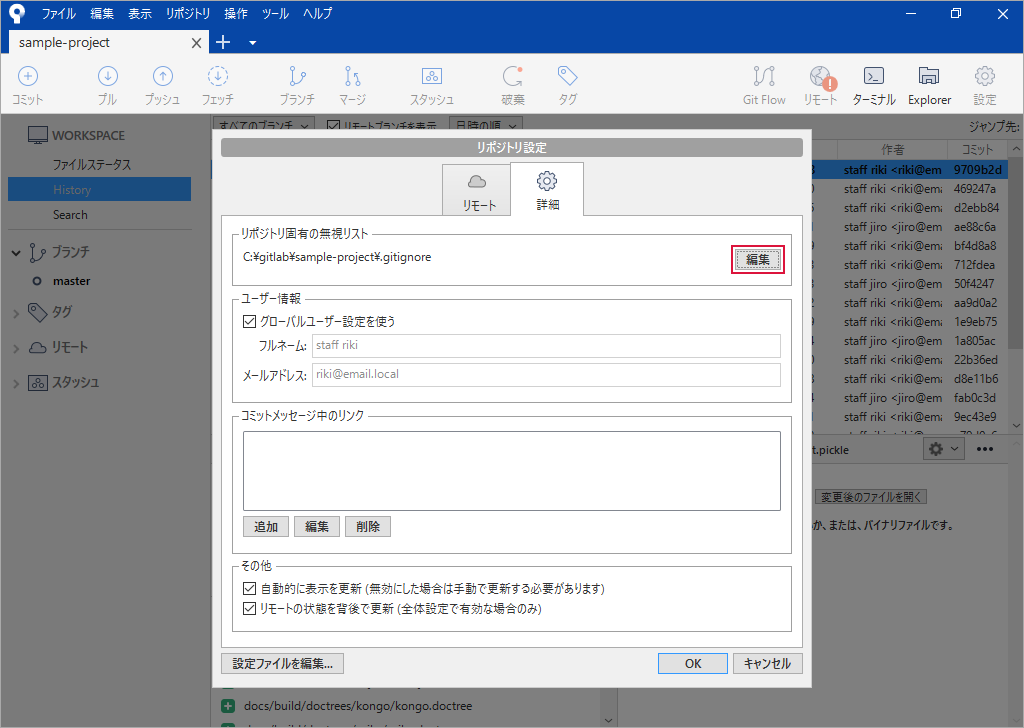 ファイル 編集 表示 リポジトリ 操作 ツール ヘルプ
sample-project
コミット プル プッシュ フェッチ ブランチ マージ スタッシュ 破棄 タグ Git Flow リモート ターミナル Explorer 設定
すべてのブランチ リモートブランチを表示 日時の順 ジャンプ先:
WORKSPACE
ファイルステータス
History
Search
ブランチ
master
タグ
リモート
スタッシュ
リポジトリ設定
リモート 詳細
リポジトリ固有の無視リスト
C:¥gitlab¥sample-project¥.gitignore
編集
ユーザー情報
グローバルユーザー設定を使う
フルネーム: staff riki
メールアドレス: riki@email.local
コミットメッセージ中のリンク
追加 編集 削除
その他
自動的に表示を更新 (無効にした場合は手動で更新する必要があります)
リモートの状態を背後で更新 (全体設定で有効な場合のみ)
設定ファイルを編集... OK キャンセル
作者 コミット
staff riki <riki@ema 9709b2d
staff riki <riki@em 469247a
staff riki <riki@em d2ebb84
staff jiro <jiro@em ae88c6a
staff riki <riki@em bf4d8a8
staff riki <riki@em 712fdea
staff jiro <jiro@em 50f4247
staff riki <riki@em aa9d0a2
staff riki <riki@em 1e9eb75
staff jiro <jiro@em 1a805ac
staff riki <riki@em 22b36ed
staff riki <riki@em d8e11b6
staff jiro <jiro@em fab0c3d
staff riki <riki@em 9ec43e9
t.pickle
変更後のファイルを開く
か、または、バイナリファイルです。
docs/build/doctrees/kongo/kongo.doctree